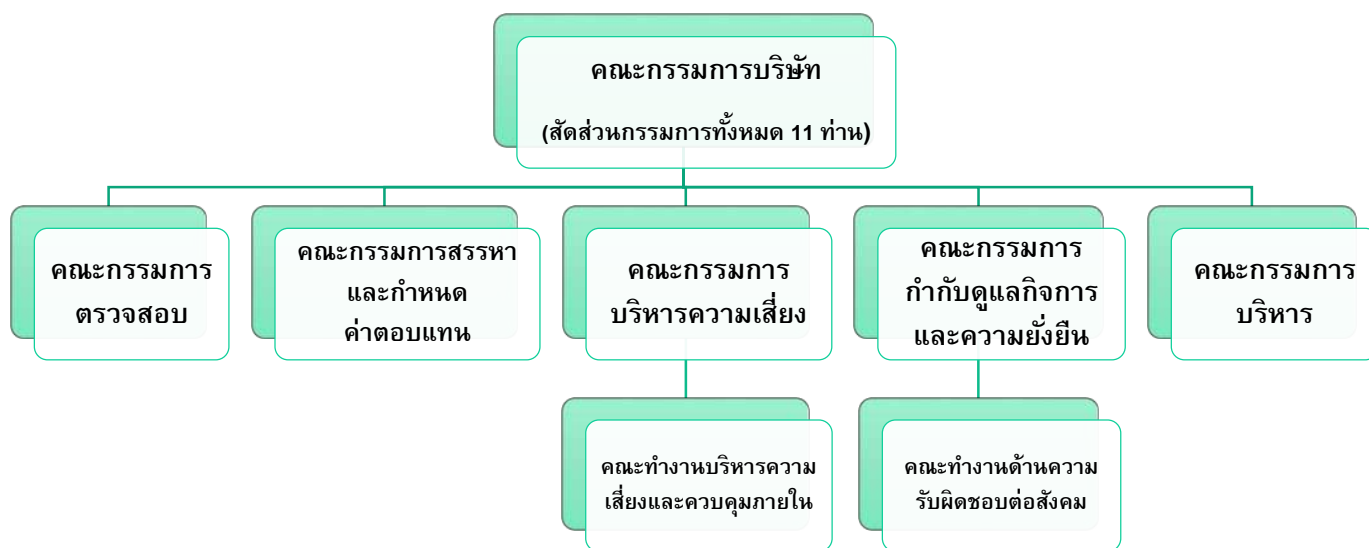 คณะกรรมการบริษัท
(สัดส่วนกรรมการทั้งหมด 11 ท่าน)
คณะกรรมการ
ตรวจสอบ
คณะกรรมการสรรหา
และกำหนด
ค่าตอบแทน
คณะกรรมการ
บริหารความเสี่ยง
คณะกรรมการ
กำกับดูแลกิจการ
และความยั่งยืน
คณะกรรมการ
บริหาร
คณะทำงานบริหารความ
เสี่ยงและควบคุมภายใน
คณะทำงานด้านความ
รับผิดชอบต่อสังคม